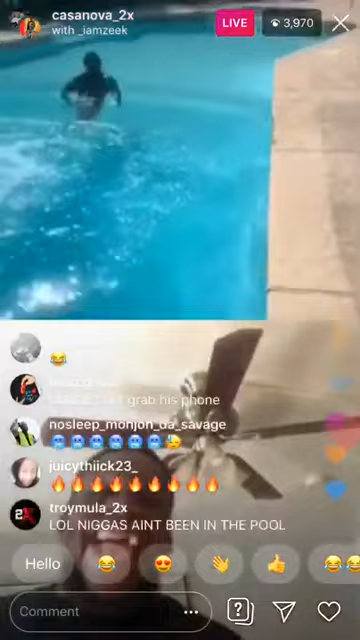 casanova_2x
with _iamzeek
LIVE
3,970
grab his phone
nosleep_monjon_da_savage
🥶🥶🥶🥶🥶🥶😓
juicythiick23_
🔥🔥🔥🔥🔥🔥🔥🔥🔥
troymula_2x
LOL NIGGAS AINT BEEN IN THE POOL
Hello
Comment